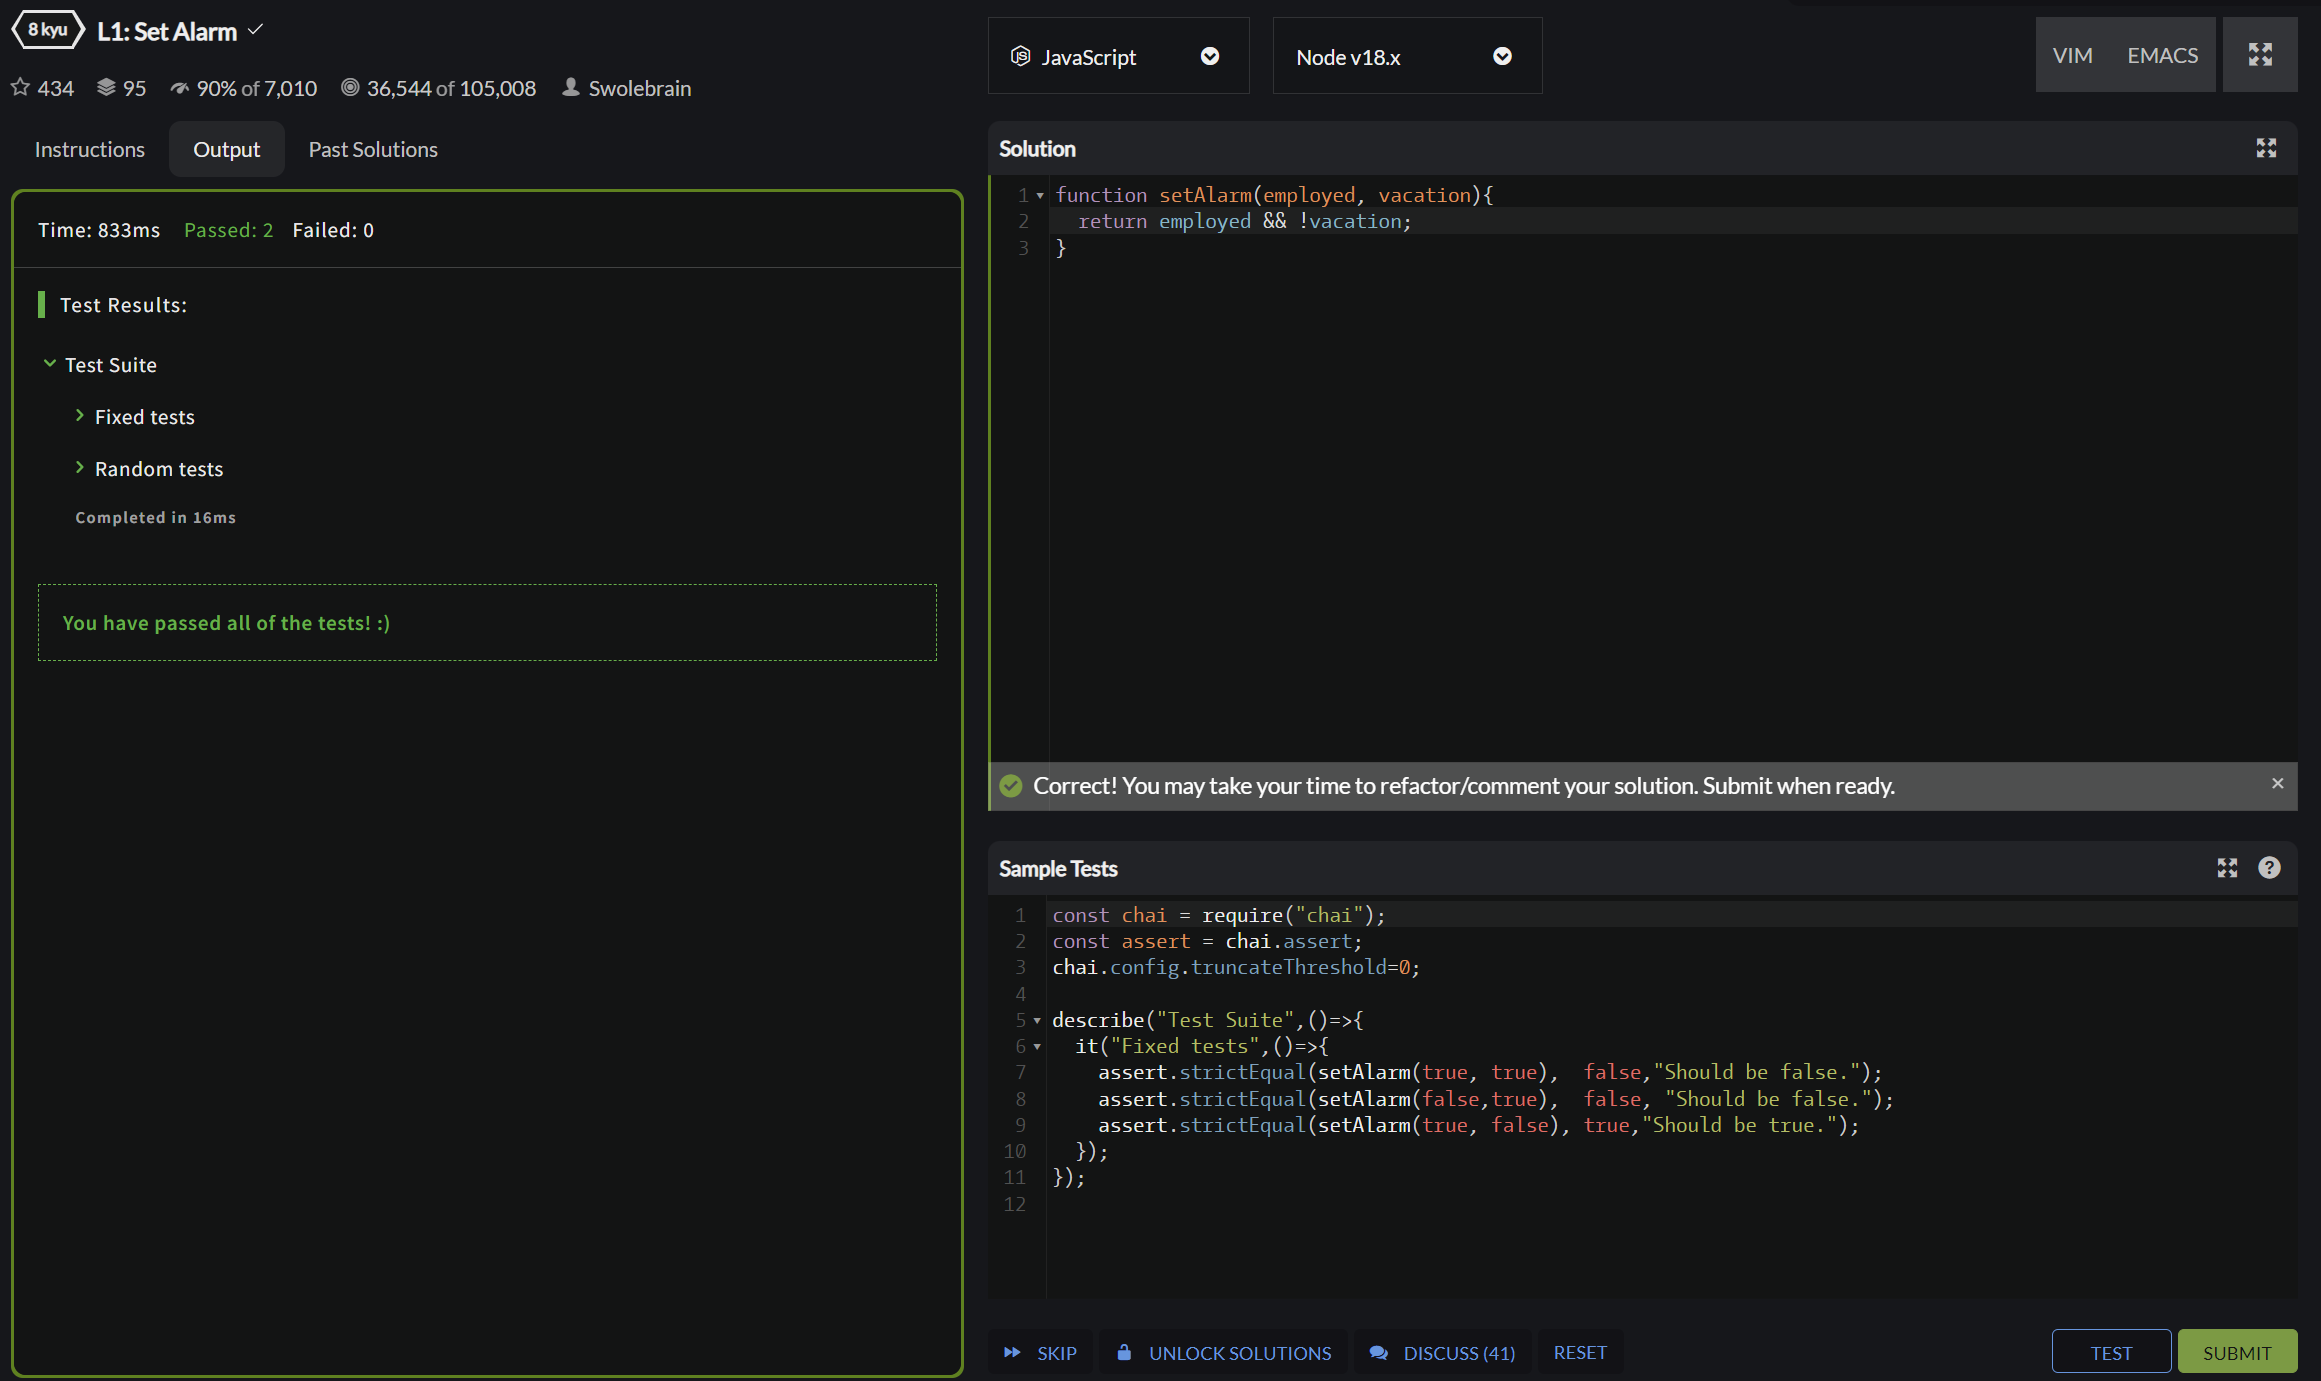 8 kyu L1: Set Alarm
434 95 90% of 7,010 36,544 of 105,008 Swolebrain
Instructions Output Past Solutions
Time: 833ms Passed: 2 Failed: 0
Test Results:
Test Suite
Fixed tests
Random tests
Completed in 16ms
You have passed all of the tests! :)
JS JavaScript Node v18.x VIM EMACS
Solution
1 function setAlarm(employed, vacation){
2   return employed && !vacation;
3 }
Correct! You may take your time to refactor/comment your solution. Submit when ready. ×
Sample Tests ?
1 const chai = require("chai");
2 const assert = chai.assert;
3 chai.config.truncateThreshold=0;
4
5 describe("Test Suite",()=>{
6   it("Fixed tests",()=>{
7     assert.strictEqual(setAlarm(true, true),  false,"Should be false.");
8     assert.strictEqual(setAlarm(false,true),  false, "Should be false.");
9     assert.strictEqual(setAlarm(true, false), true,"Should be true.");
10   });
11 });
12
SKIP UNLOCK SOLUTIONS DISCUSS (41) RESET TEST SUBMIT